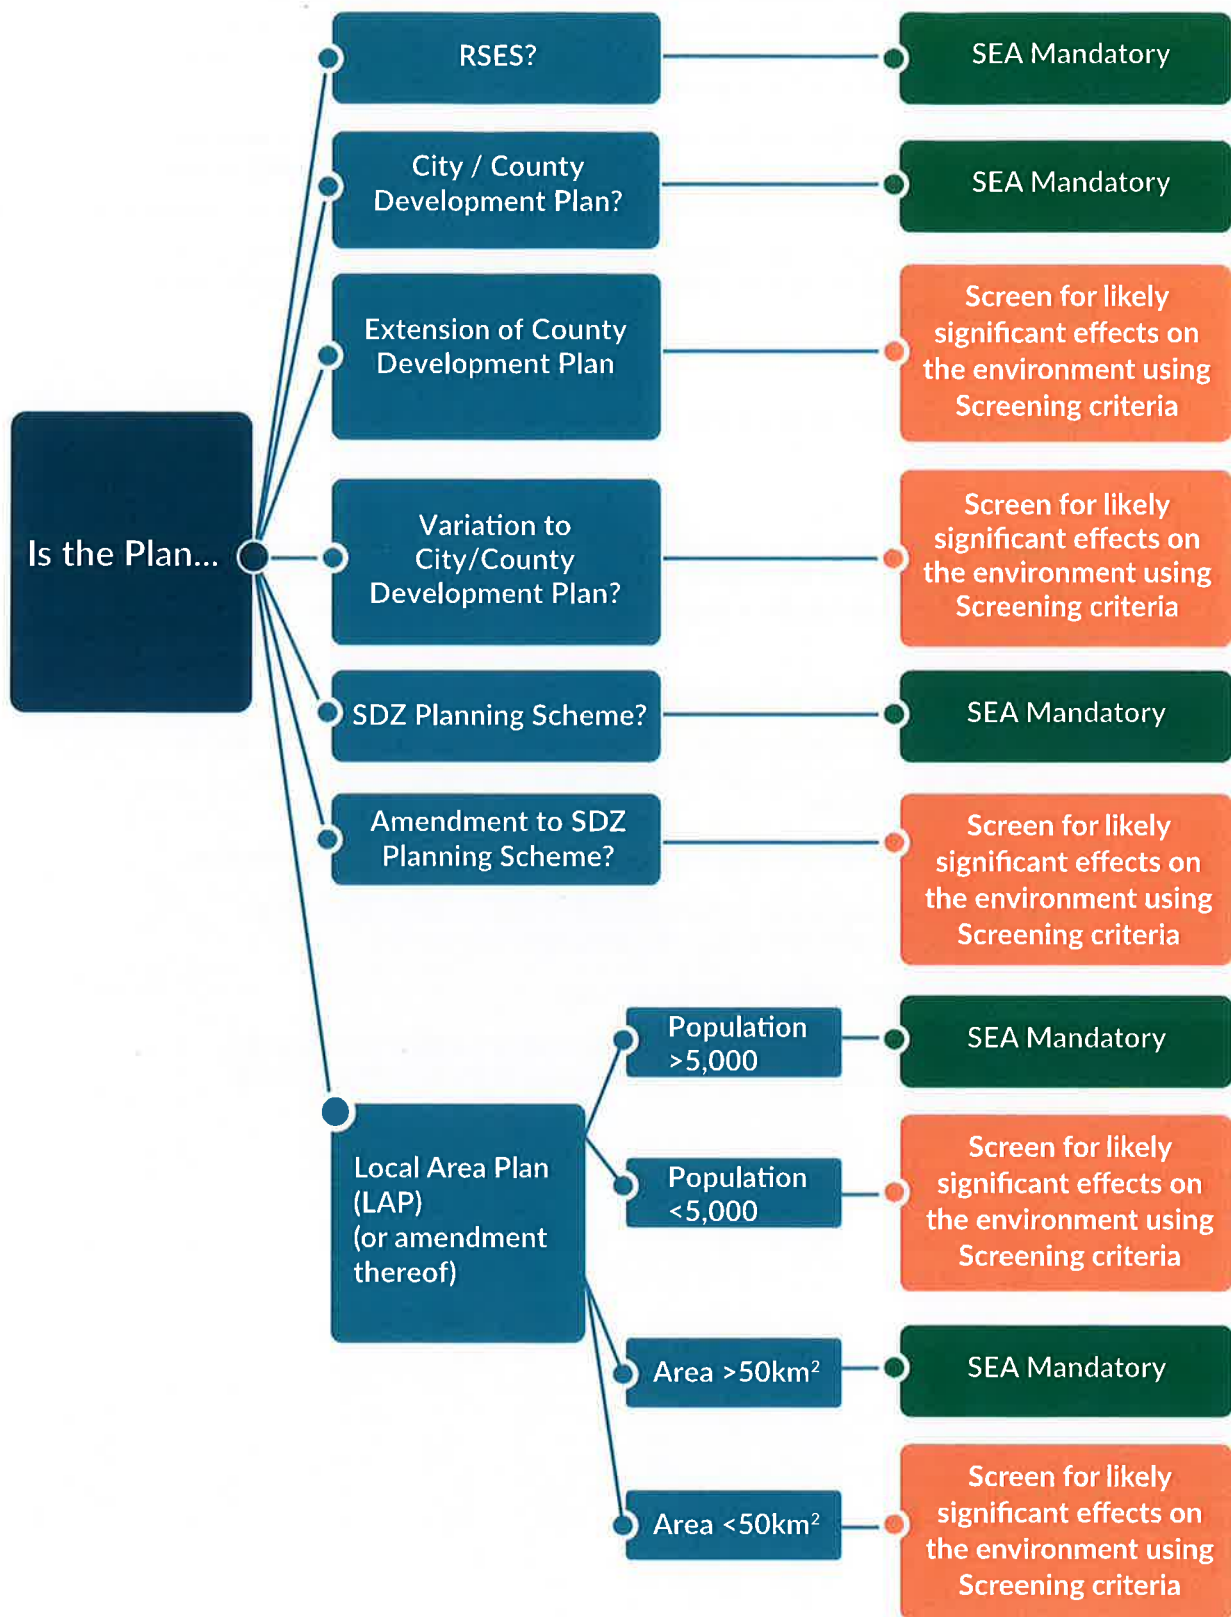 RSES?
SEA Mandatory
City / County
Development Plan?
SEA Mandatory
Extension of County
Development Plan
Screen for likely
significant effects on
the environment using
Screening criteria
Is the Plan...
Variation to
City/County
Development Plan?
Screen for likely
significant effects on
the environment using
Screening criteria
SDZ Planning Scheme?
SEA Mandatory
Amendment to SDZ
Planning Scheme?
Screen for likely
significant effects on
the environment using
Screening criteria
Local Area Plan
(LAP)
(or amendment
thereof)
Population
>5,000
SEA Mandatory
Population
<5,000
Screen for likely
significant effects on
the environment using
Screening criteria
Area >50km²
SEA Mandatory
Area <50km²
Screen for likely
significant effects on
the environment using
Screening criteria